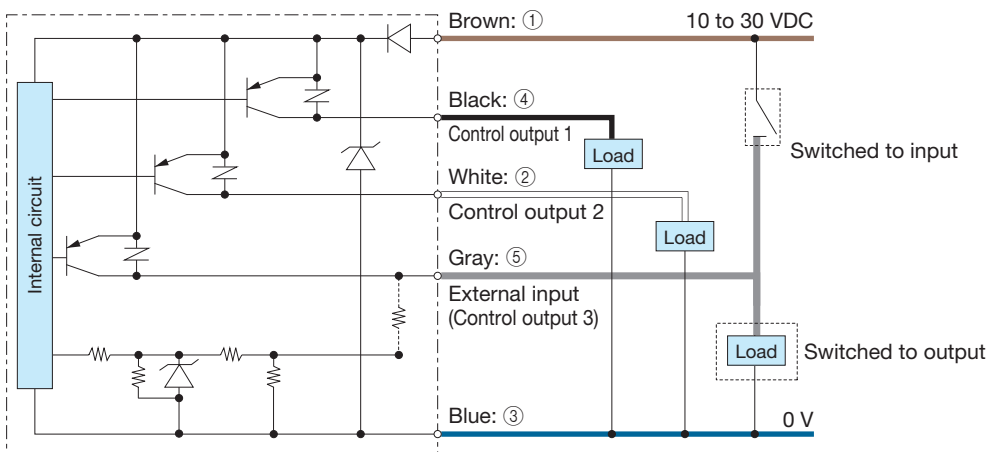 Brown: ①
10 to 30 VDC
Black: ④
Control output 1
Load
Switched to input
White: ②
Control output 2
Load
Internal circuit
Gray: ⑤
External input
(Control output 3)
Load
Switched to output
Blue: ③
0 V